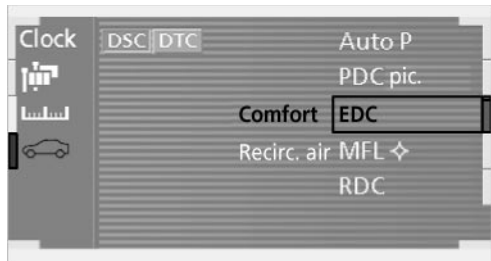 Clock DSC DTC Auto P
PDC pic.
Comfort EDC
Recirc. air MFL ✧
RDC